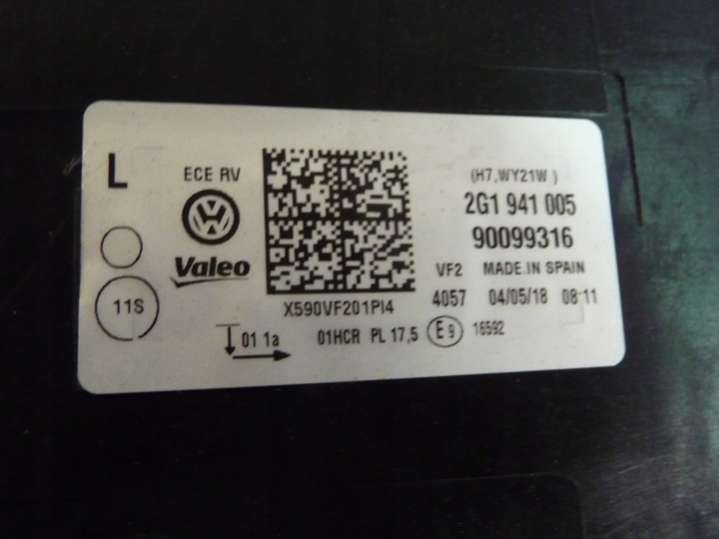 L
ECE RV
(H7,WY21W )
2G1 941 005
90099316
Valeo
VF2 MADE IN SPAIN
11S
X590VF201PI4
4057 04/05/18 08:11
01 1a
01HCR PL 17,5
E9
16592